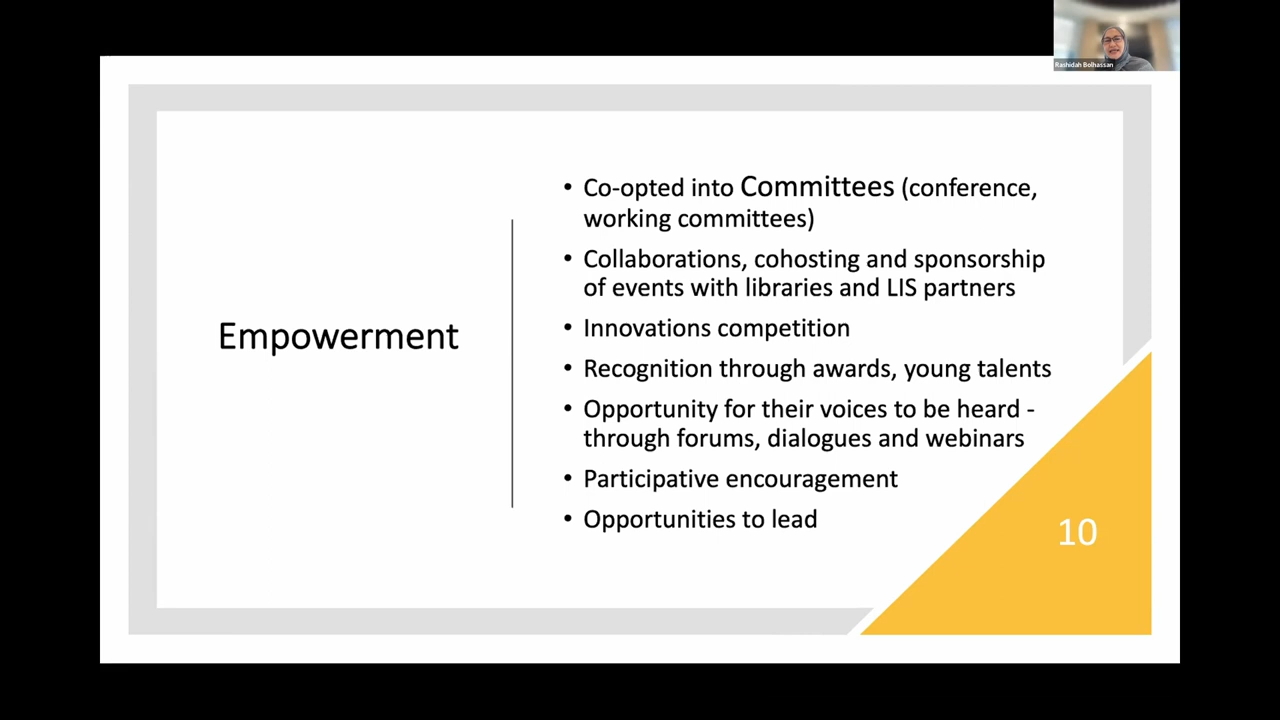 Rashidah Bolhassan
Empowerment
• Co-opted into Committees (conference,
working committees)
• Collaborations, cohosting and sponsorship
of events with libraries and LIS partners
• Innovations competition
• Recognition through awards, young talents
• Opportunity for their voices to be heard -
through forums, dialogues and webinars
• Participative encouragement
• Opportunities to lead
10